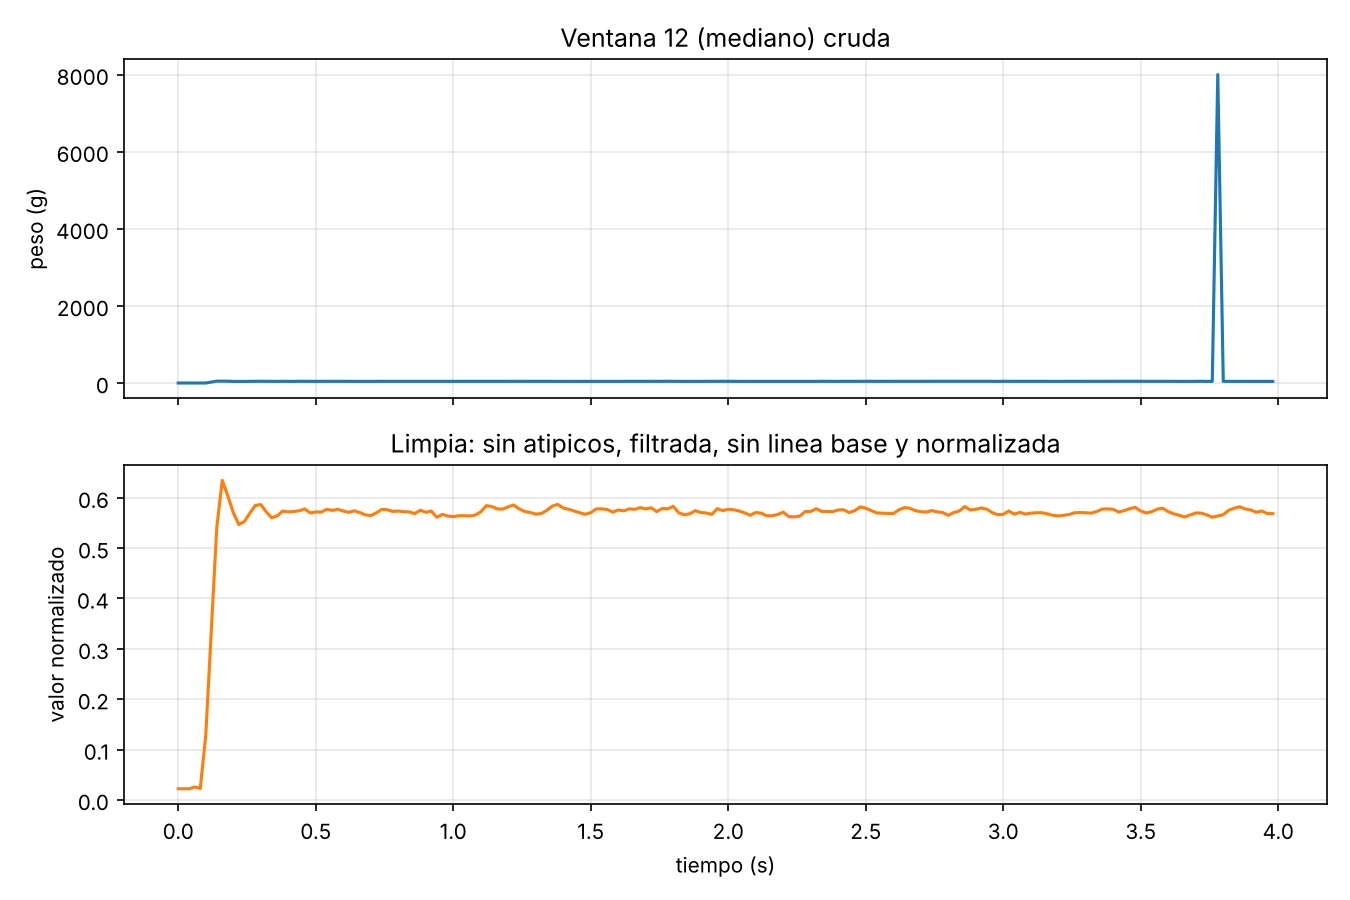 Ventana 12 (mediano) cruda
8000
6000
4000
2000
0
peso (g)
Limpia: sin atipicos, filtrada, sin linea base y normalizada
0.6
0.5
0.4
0.3
0.2
0.1
0.0
valor normalizado
0.0 0.5 1.0 1.5 2.0 2.5 3.0 3.5 4.0
tiempo (s)